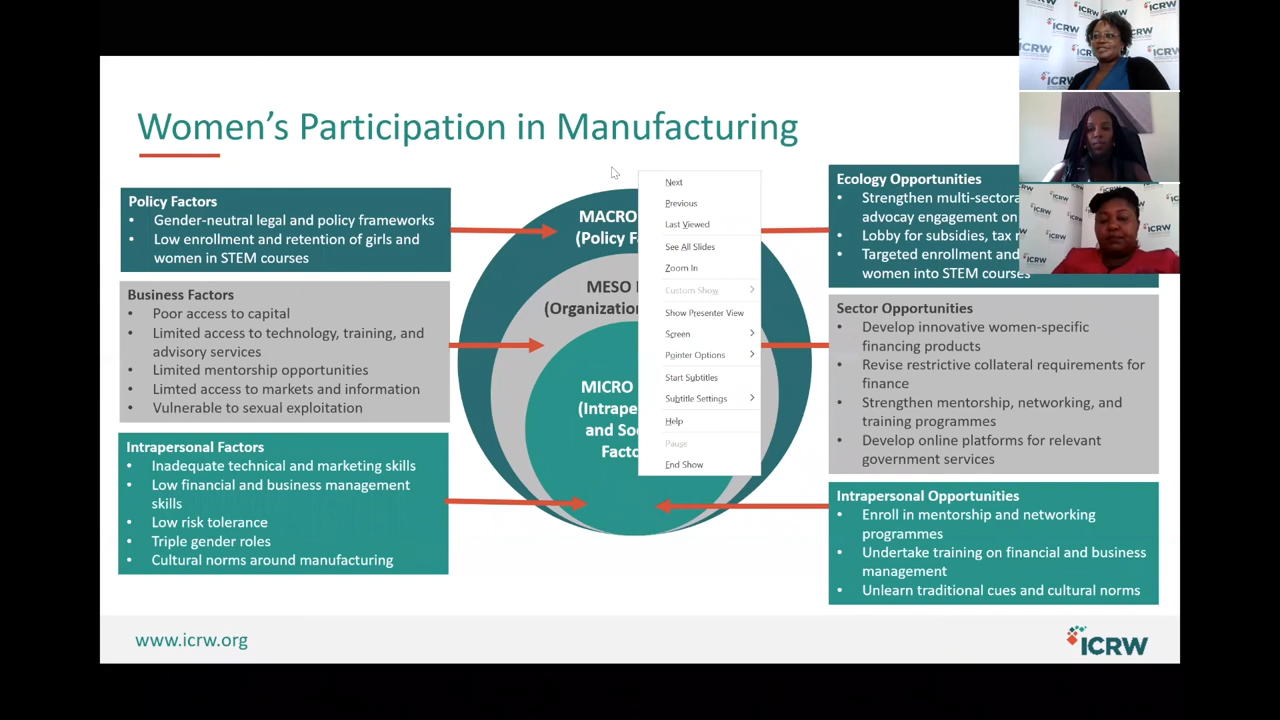 Women's Participation in Manufacturing
Policy Factors
• Gender-neutral legal and policy frameworks
• Low enrollment and retention of girls and
women in STEM courses
Business Factors
• Poor access to capital
• Limited access to technology, training, and
advisory services
• Limited mentorship opportunities
• Limted access to markets and information
• Vulnerable to sexual exploitation
Intrapersonal Factors
• Inadequate technical and marketing skills
• Low financial and business management
skills
• Low risk tolerance
• Triple gender roles
• Cultural norms around manufacturing
MACRO
(Policy
MESO
MICRO
and
Next
Previous
Last Viewed
See All Slides
Zoom In
Custom Show
Show Presenter View
Screen
Pointer Options
Start Subtitles
Subtitle Settings
Help
Pause
End Show
Ecology Opportunities
• Strengthen
advocay engagement on
• Lobby for subsidies, tax
• Targeted enrollment and
women into STEM courses
Sector Opportunities
• Develop innovative women-specific
financing products
• Revise restrictive collateral requirements for
finance
• Strengthen mentorship, networking, and
training programmes
• Develop online platforms for relevant
government services
Intrapersonal Opportunities
• Enroll in mentorship and networking
programmes
• Undertake training on financial and business
management
• Unlearn traditional cues and cultural norms
www.icrw.org
ICRW
ICRW
ICRW
ICRW
ICRW
ICRW
ICRW